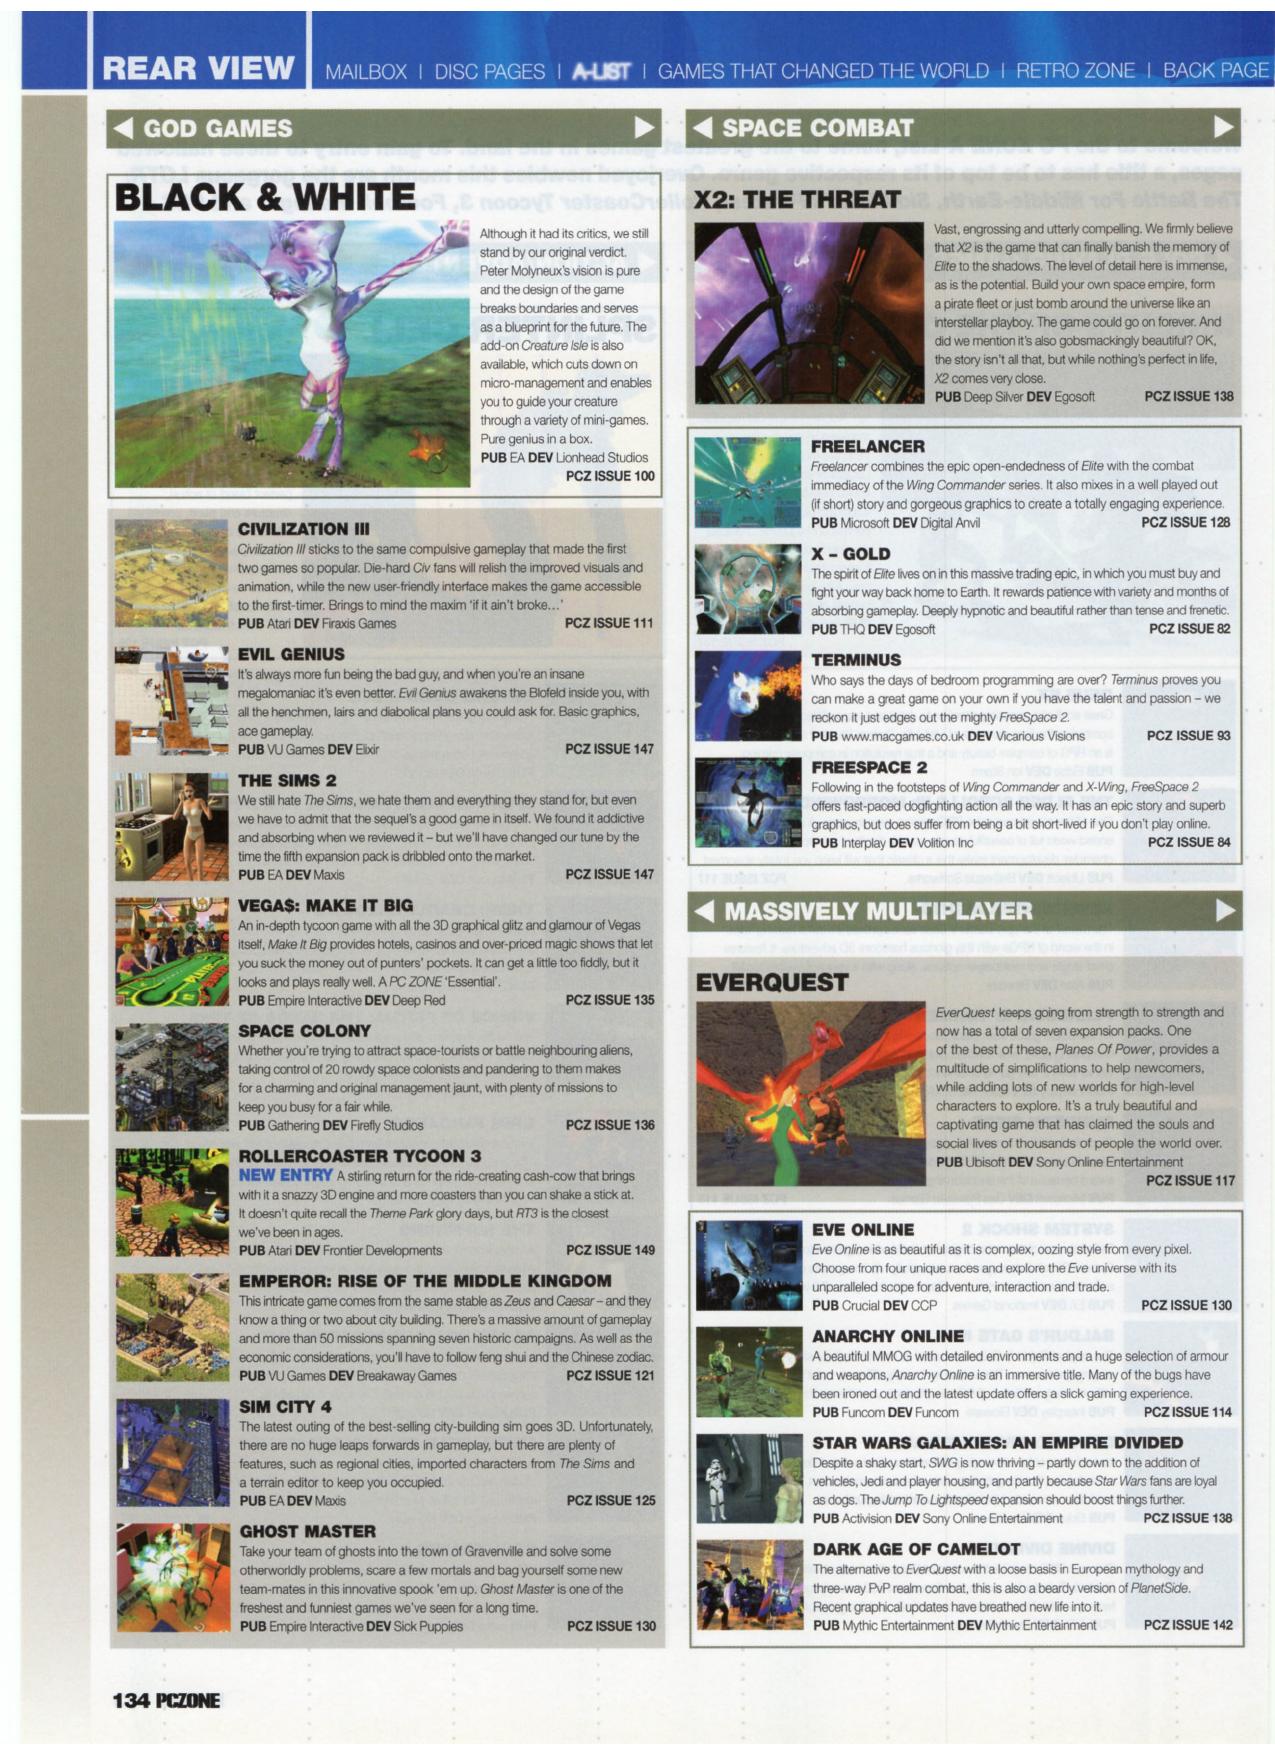 REAR VIEW
MAILBOX | DISC PAGES | A-LIST | GAMES THAT CHANGED THE WORLD | RETRO ZONE | BACK PAGE
GOD GAMES
BLACK & WHITE
Although it had its critics, we still
stand by our original verdict.
Peter Molyneux's vision is pure
and the design of the game
breaks boundaries and serves
as a blueprint for the future. The
add-on Creature Isle is also
available, which cuts down on
micro-management and enables
you to guide your creature
through a variety of mini-games.
Pure genius in a box.
PUB EA DEV Lionhead Studios
PCZ ISSUE 100
CIVILIZATION III
Civilization III sticks to the same compulsive gameplay that made the first
two games so popular. Die-hard Civ fans will relish the improved visuals and
animation, while the new user-friendly interface makes the game accessible
to the first-timer. Brings to mind the maxim 'if it ain't broke...'
PUB Atari DEV Firaxis Games PCZ ISSUE 111
EVIL GENIUS
It's always more fun being the bad guy, and when you're an insane
megalomaniac it's even better. Evil Genius awakens the Blofeld inside you, with
all the henchmen, lairs and diabolical plans you could ask for. Basic graphics,
ace gameplay.
PUB VU Games DEV Elixir PCZ ISSUE 147
THE SIMS 2
We still hate The Sims, we hate them and everything they stand for, but even
we have to admit that the sequel's a good game in itself. We found it addictive
and absorbing when we reviewed it – but we'll have changed our tune by the
time the fifth expansion pack is dribbled onto the market.
PUB EA DEV Maxis PCZ ISSUE 147
VEGA$: MAKE IT BIG
An in-depth tycoon game with all the 3D graphical glitz and glamour of Vegas
itself, Make It Big provides hotels, casinos and over-priced magic shows that let
you suck the money out of punters' pockets. It can get a little too fiddly, but it
looks and plays really well. A PC ZONE 'Essential'.
PUB Empire Interactive DEV Deep Red PCZ ISSUE 135
SPACE COLONY
Whether you're trying to attract space-tourists or battle neighbouring aliens,
taking control of 20 rowdy space colonists and pandering to them makes
for a charming and original management jaunt, with plenty of missions to
keep you busy for a fair while.
PUB Gathering DEV Firefly Studios PCZ ISSUE 136
ROLLERCOASTER TYCOON 3
NEW ENTRY A stirling return for the ride-creating cash-cow that brings
with it a snazzy 3D engine and more coasters than you can shake a stick at.
It doesn't quite recall the Theme Park glory days, but RT3 is the closest
we've been in ages.
PUB Atari DEV Frontier Developments PCZ ISSUE 149
EMPEROR: RISE OF THE MIDDLE KINGDOM
This intricate game comes from the same stable as Zeus and Caesar – and they
know a thing or two about city building. There's a massive amount of gameplay
and more than 50 missions spanning seven historic campaigns. As well as the
economic considerations, you'll have to follow feng shui and the Chinese zodiac.
PUB VU Games DEV Breakaway Games PCZ ISSUE 121
SIM CITY 4
The latest outing of the best-selling city-building sim goes 3D. Unfortunately,
there are no huge leaps forwards in gameplay, but there are plenty of
features, such as regional cities, imported characters from The Sims and
a terrain editor to keep you occupied.
PUB EA DEV Maxis PCZ ISSUE 125
GHOST MASTER
Take your team of ghosts into the town of Gravenville and solve some
otherworldly problems, scare a few mortals and bag yourself some new
team-mates in this innovative spook 'em up. Ghost Master is one of the
freshest and funniest games we've seen for a long time.
PUB Empire Interactive DEV Sick Puppies PCZ ISSUE 130
SPACE COMBAT
X2: THE THREAT
Vast, engrossing and utterly compelling. We firmly believe
that X2 is the game that can finally banish the memory of
Elite to the shadows. The level of detail here is immense,
as is the potential. Build your own space empire, form
a pirate fleet or just bomb around the universe like an
interstellar playboy. The game could go on forever. And
did we mention it's also gobsmackingly beautiful? OK,
the story isn't all that, but while nothing's perfect in life,
X2 comes very close.
PUB Deep Silver DEV Egosoft PCZ ISSUE 138
FREELANCER
Freelancer combines the epic open-endedness of Elite with the combat
immediacy of the Wing Commander series. It also mixes in a well played out
(if short) story and gorgeous graphics to create a totally engaging experience.
PUB Microsoft DEV Digital Anvil PCZ ISSUE 128
X – GOLD
The spirit of Elite lives on in this massive trading epic, in which you must buy and
fight your way back home to Earth. It rewards patience with variety and months of
absorbing gameplay. Deeply hypnotic and beautiful rather than tense and frenetic.
PUB THQ DEV Egosoft PCZ ISSUE 82
TERMINUS
Who says the days of bedroom programming are over? Terminus proves you
can make a great game on your own if you have the talent and passion – we
reckon it just edges out the mighty FreeSpace 2.
PUB www.macgames.co.uk DEV Vicarious Visions PCZ ISSUE 93
FREESPACE 2
Following in the footsteps of Wing Commander and X-Wing, FreeSpace 2
offers fast-paced dogfighting action all the way. It has an epic story and superb
graphics, but does suffer from being a bit short-lived if you don't play online.
PUB Interplay DEV Volition Inc PCZ ISSUE 84
MASSIVELY MULTIPLAYER
EVERQUEST
EverQuest keeps going from strength to strength and
now has a total of seven expansion packs. One
of the best of these, Planes Of Power, provides a
multitude of simplifications to help newcomers,
while adding lots of new worlds for high-level
characters to explore. It's a truly beautiful and
captivating game that has claimed the souls and
social lives of thousands of people the world over.
PUB Ubisoft DEV Sony Online Entertainment
PCZ ISSUE 117
EVE ONLINE
Eve Online is as beautiful as it is complex, oozing style from every pixel.
Choose from four unique races and explore the Eve universe with its
unparalleled scope for adventure, interaction and trade.
PUB Crucial DEV CCP PCZ ISSUE 130
ANARCHY ONLINE
A beautiful MMOG with detailed environments and a huge selection of armour
and weapons, Anarchy Online is an immersive title. Many of the bugs have
been ironed out and the latest update offers a slick gaming experience.
PUB Funcom DEV Funcom PCZ ISSUE 114
STAR WARS GALAXIES: AN EMPIRE DIVIDED
Despite a shaky start, SWG is now thriving – partly down to the addition of
vehicles, Jedi and player housing, and partly because Star Wars fans are loyal
as dogs. The Jump To Lightspeed expansion should boost things further.
PUB Activision DEV Sony Online Entertainment PCZ ISSUE 138
DARK AGE OF CAMELOT
The alternative to EverQuest with a loose basis in European mythology and
three-way PvP realm combat, this is also a beardy version of PlanetSide.
Recent graphical updates have breathed new life into it.
PUB Mythic Entertainment DEV Mythic Entertainment PCZ ISSUE 142
134 PCZONE